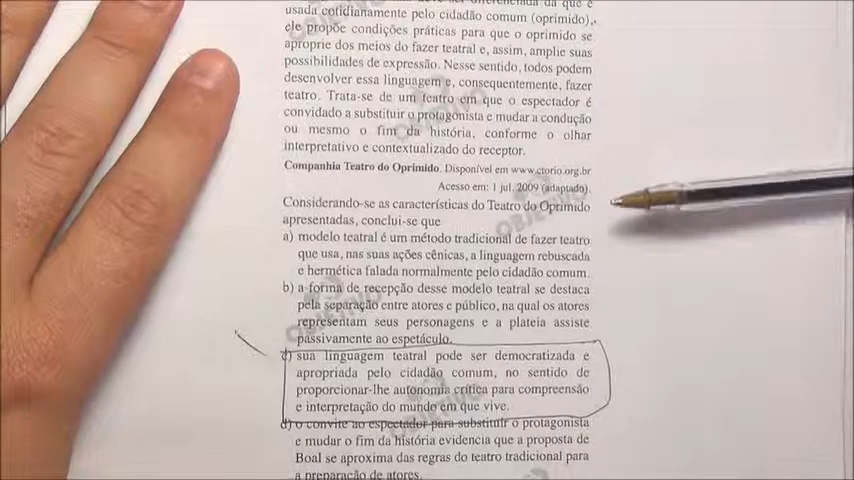 usada cotidianamente pelo cidadão comum (oprimido),
ele propõe condições práticas para que o oprimido se
aproprie dos meios do fazer teatral e, assim, amplie suas
possibilidades de expressão. Nesse sentido, todos podem
desenvolver essa linguagem e, consequentemente, fazer
teatro. Trata-se de um teatro em que o espectador é
convidado a substituir o protagonista e mudar a condução
ou mesmo o fim da história, conforme o olhar
interpretativo e contextualizado do receptor.
Companhia Teatro do Oprimido. Disponível em www.ctorio.org.br
Acesso em: 1 jul. 2009 (adaptado).
Considerando-se as características do Teatro do Oprimido
apresentadas, conclui-se que
a) modelo teatral é um método tradicional de fazer teatro
que usa, nas suas ações cênicas, a linguagem rebuscada
e hermética falada normalmente pelo cidadão comum.
b) a forma de recepção desse modelo teatral se destaca
pela separação entre atores e público, na qual os atores
representam seus personagens e a plateia assiste
passivamente ao espetáculo.
c) sua linguagem teatral pode ser democratizada e
apropriada pelo cidadão comum, no sentido de
proporcionar-lhe autonomia crítica para compreensão
e interpretação do mundo em que vive.
d) o convite ao espectador para substituir o protagonista
e mudar o fim da história evidencia que a proposta de
Boal se aproxima das regras do teatro tradicional para
a preparação de atores.
OBJETIVO
OBJETIVO
OBJETIVO
OBJETIVO
OBJETIVO